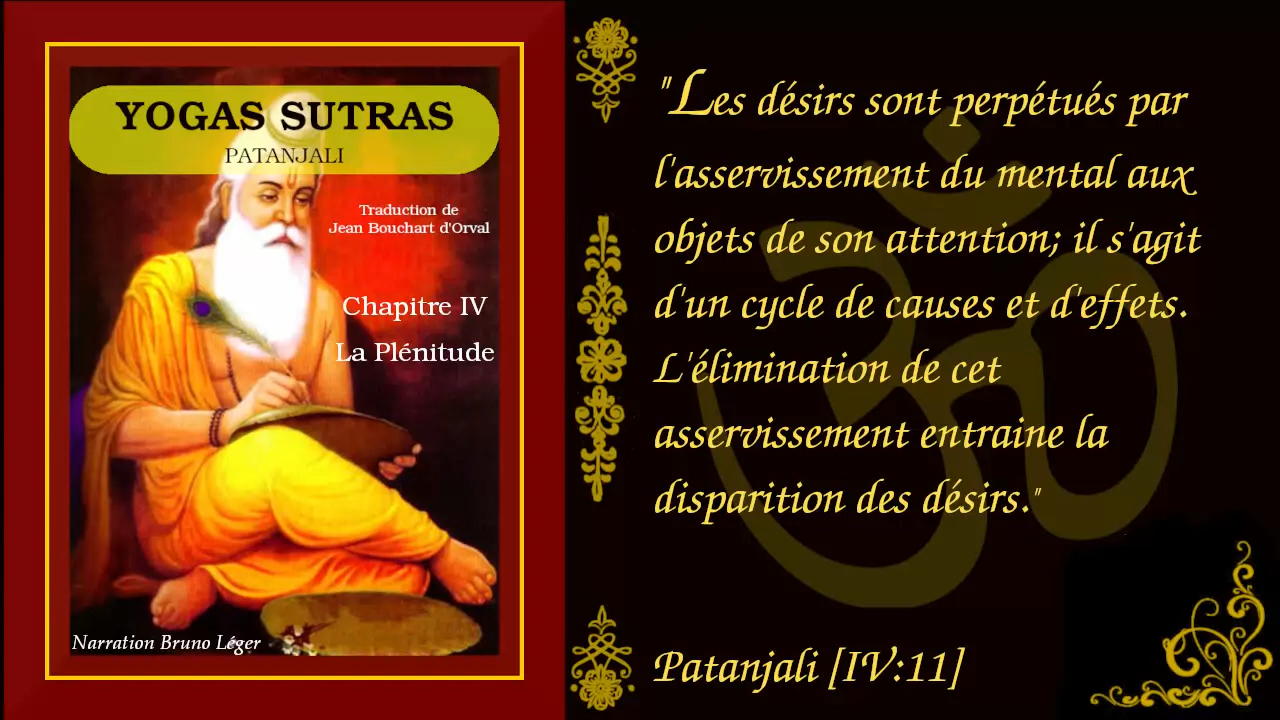 YOGAS SUTRAS
PATANJALI
Traduction de
Jean Bouchart d'Orval
Chapitre IV
La Plénitude
Narration Bruno Léger
"Les désirs sont perpétués par
l'asservissement du mental aux
objets de son attention; il s'agit
d'un cycle de causes et d'effets.
L'élimination de cet
asservissement entraine la
disparition des désirs."
Patanjali [IV:11]